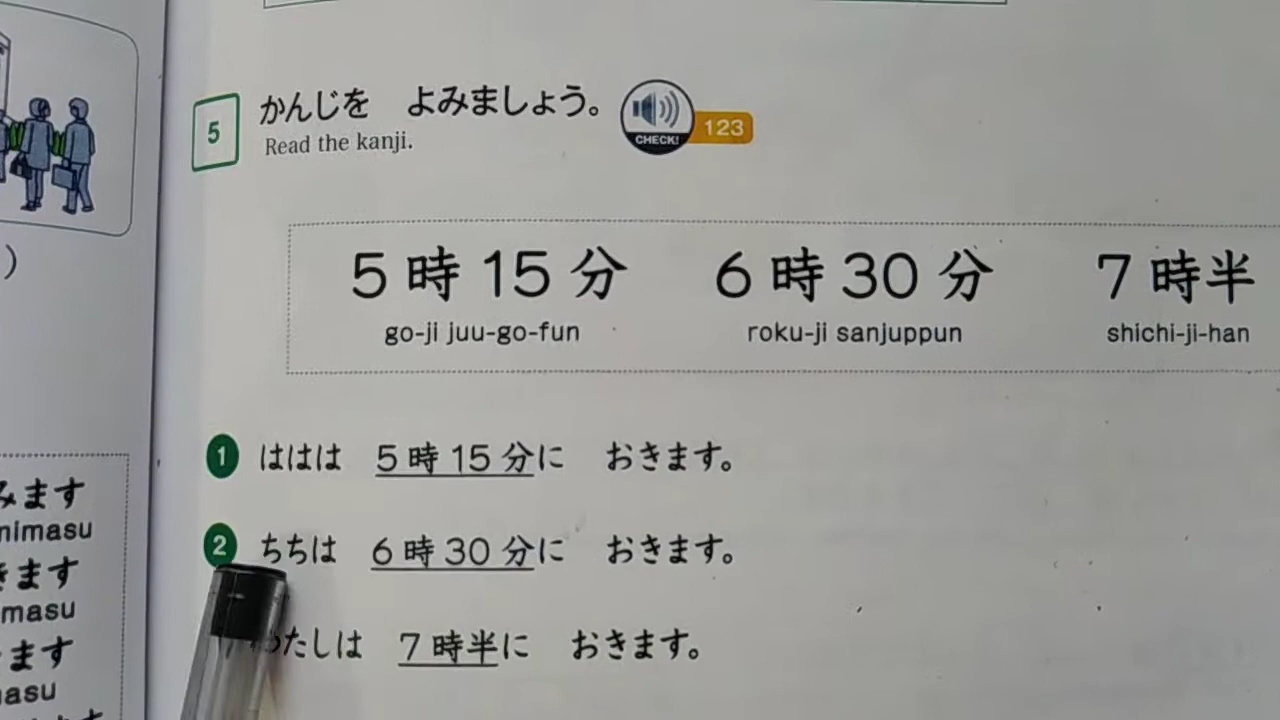 5 かんじを よみましょう。 CHECK! 123
Read the kanji.
5時15分 6時30分 7時半
go-ji juu-go-fun roku-ji sanjuppun shichi-ji-han
1 ははは 5時15分に おきます。
2 ちちは 6時30分に おきます。
わたしは 7時半に おきます。
)
みます
nimasu
きます
masu
ます
masu